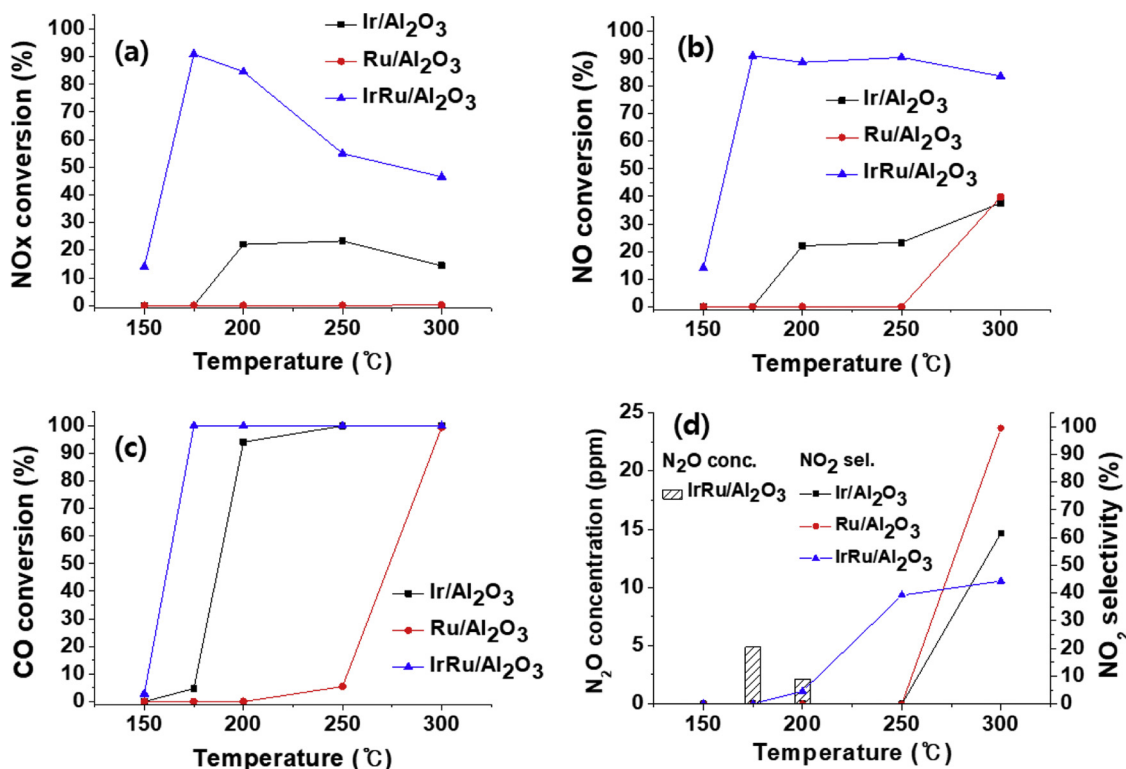 (a)
Ir/Al2O3
Ru/Al2O3
IrRu/Al2O3
NOx conversion (%)
100
90
80
70
60
50
40
30
20
10
0
150 200 250 300
Temperature (℃)
(b)
Ir/Al2O3
Ru/Al2O3
IrRu/Al2O3
NO conversion (%)
100
90
80
70
60
50
40
30
20
10
0
150 200 250 300
Temperature (℃)
(c)
Ir/Al2O3
Ru/Al2O3
IrRu/Al2O3
CO conversion (%)
100
90
80
70
60
50
40
30
20
10
0
150 200 250 300
Temperature (℃)
(d)
N2O conc. NO2 sel.
IrRu/Al2O3
Ir/Al2O3
Ru/Al2O3
IrRu/Al2O3
N2O concentration (ppm)
25
20
15
10
5
0
NO2 selectivity (%)
100
90
80
70
60
50
40
30
20
10
0
150 200 250 300
Temperature (℃)